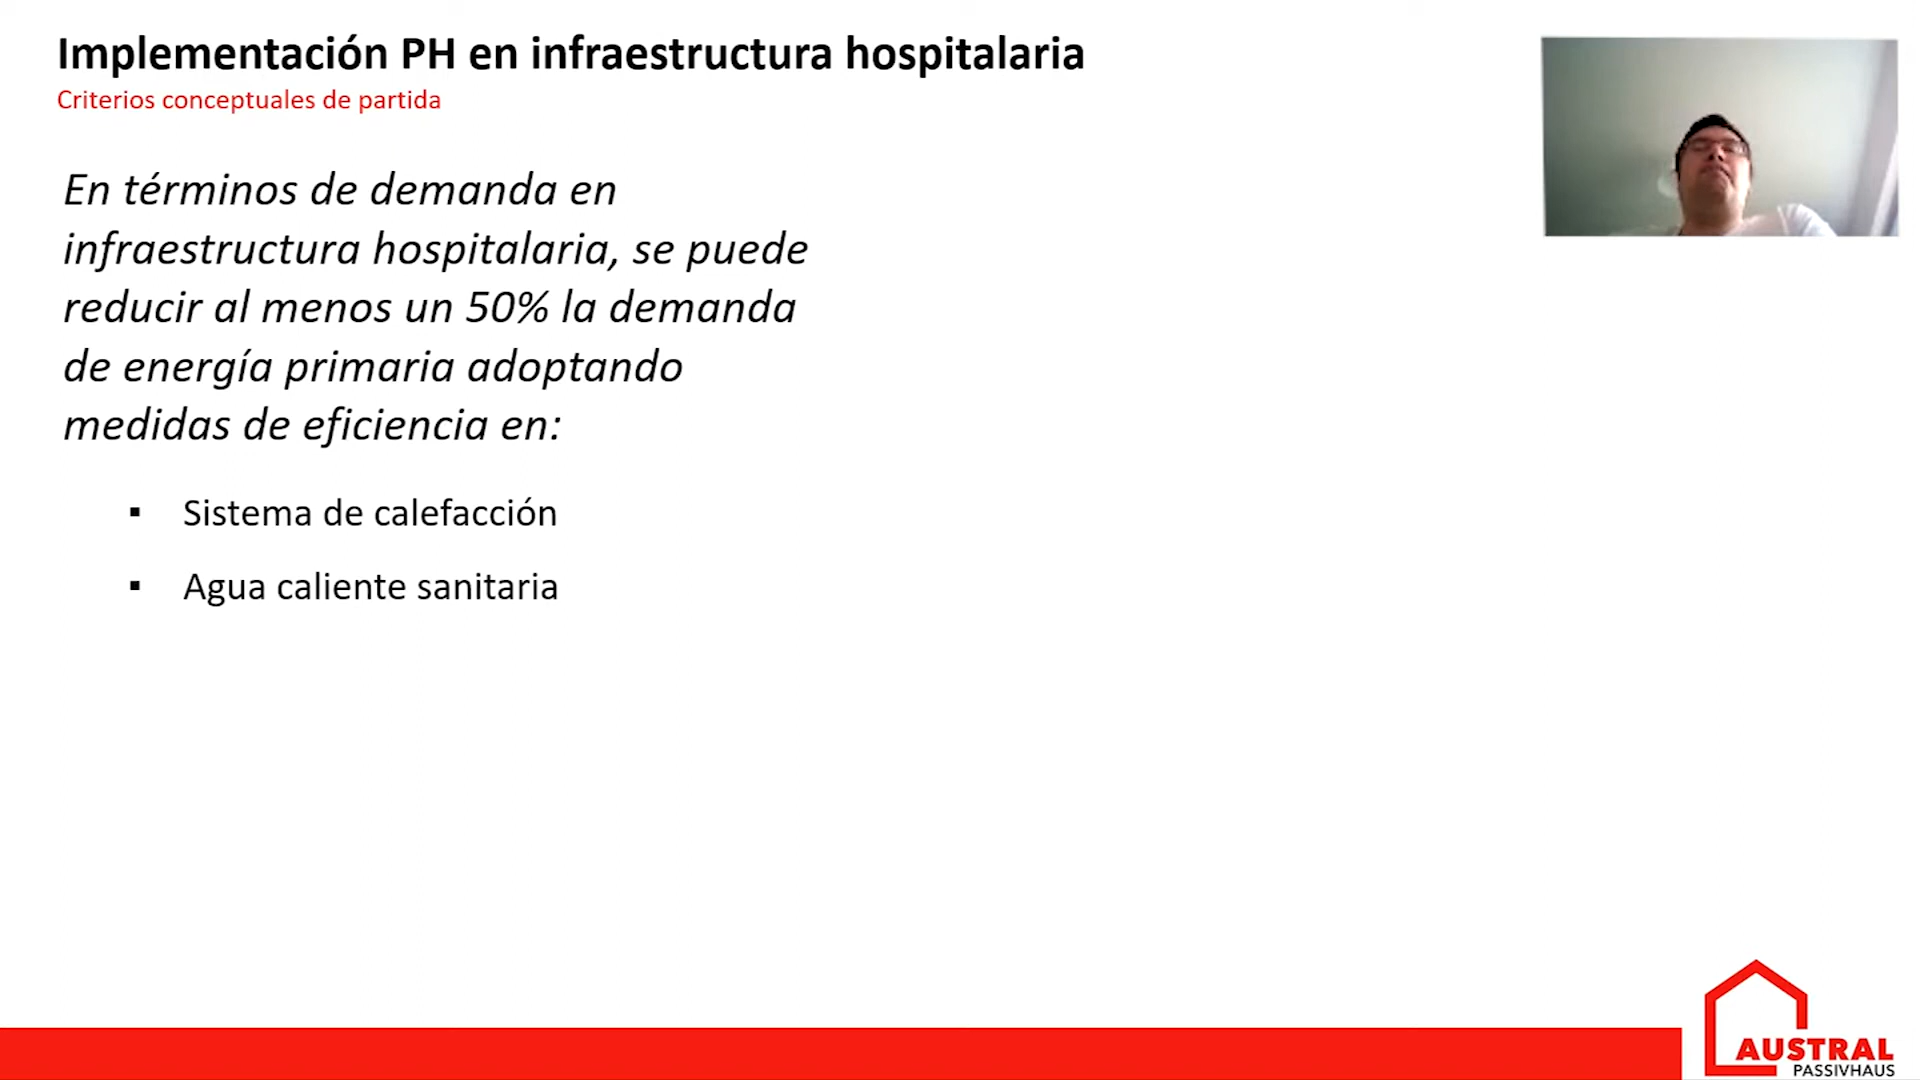 Implementación PH en infraestructura hospitalaria
Criterios conceptuales de partida
En términos de demanda en
infraestructura hospitalaria, se puede
reducir al menos un 50% la demanda
de energía primaria adoptando
medidas de eficiencia en:
▪ Sistema de calefacción
▪ Agua caliente sanitaria
AUSTRAL
PASSIVHAUS